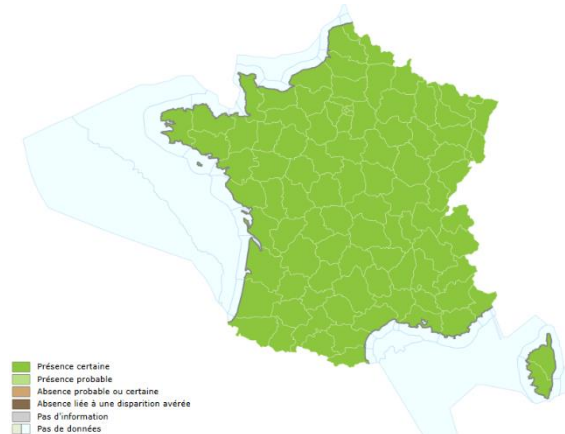 Présence certaine
Présence probable
Absence probable ou certaine
Absence liée à une disparition avérée
Pas d'information
Pas de données